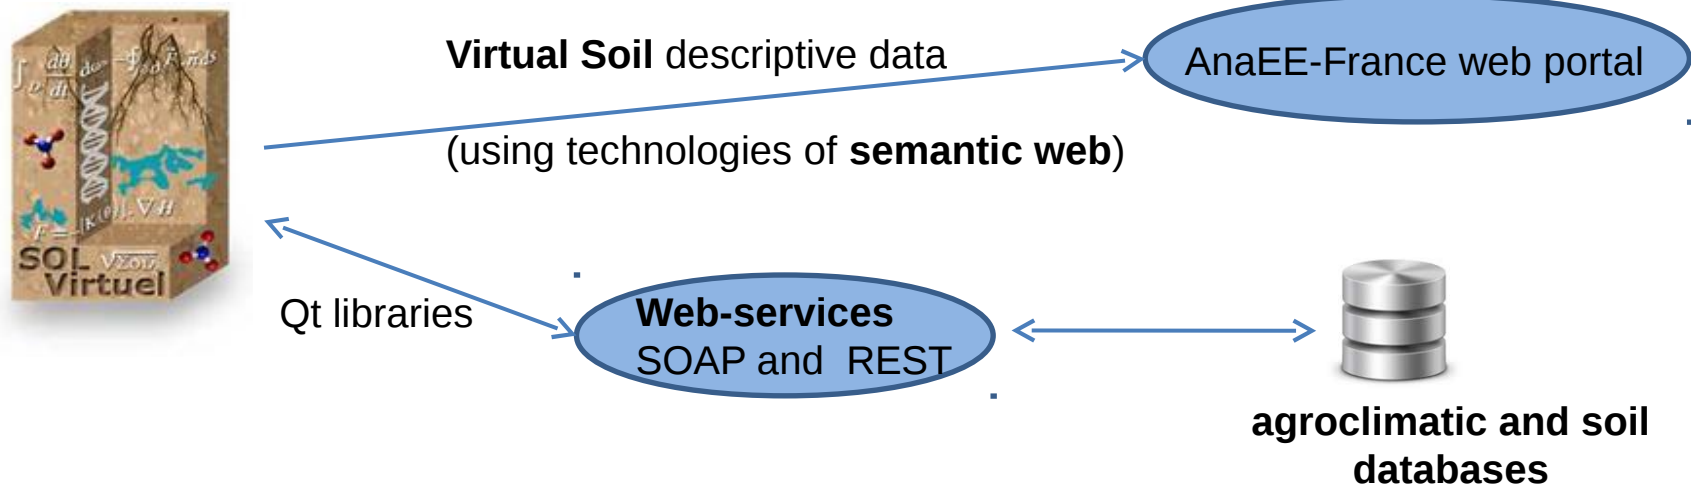 Virtual Soil descriptive data
AnaEE-France web portal
(using technologies of semantic web)
SOL
Virtuel
Qt libraries
Web-services
SOAP and REST
agroclimatic and soil
databases